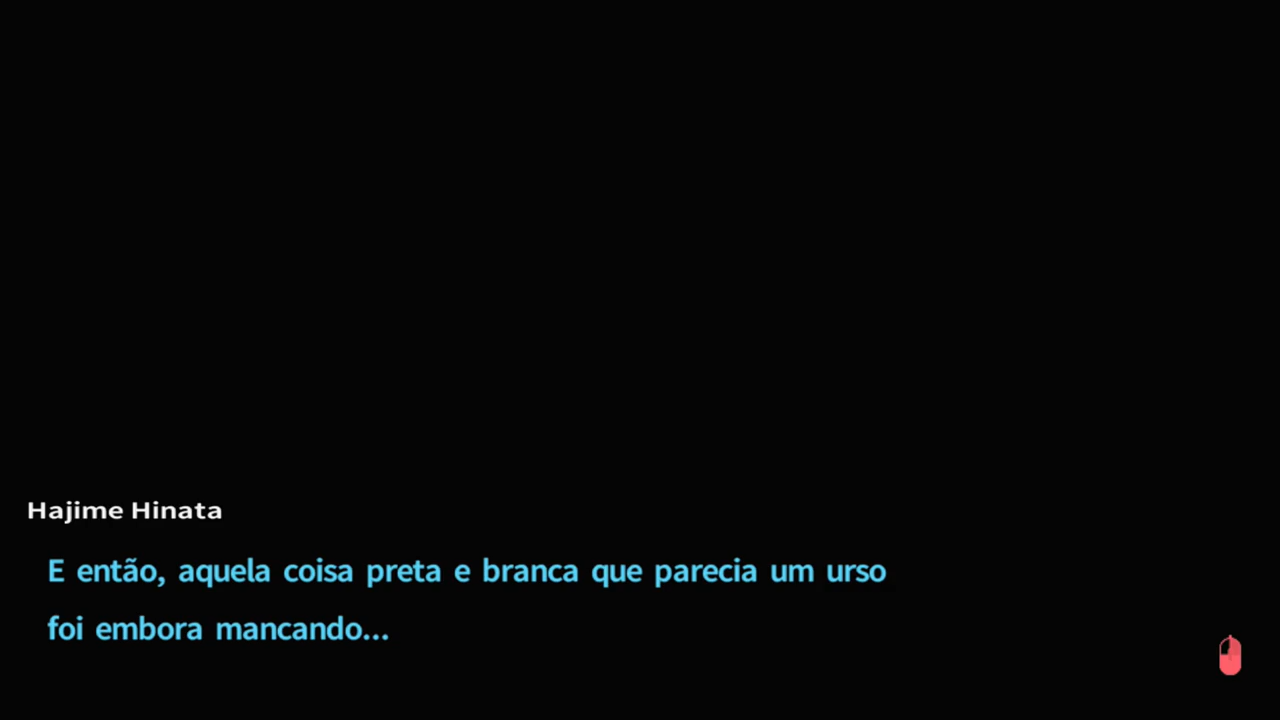 Hajime Hinata
E então, aquela coisa preta e branca que parecia um urso
foi embora mancando...